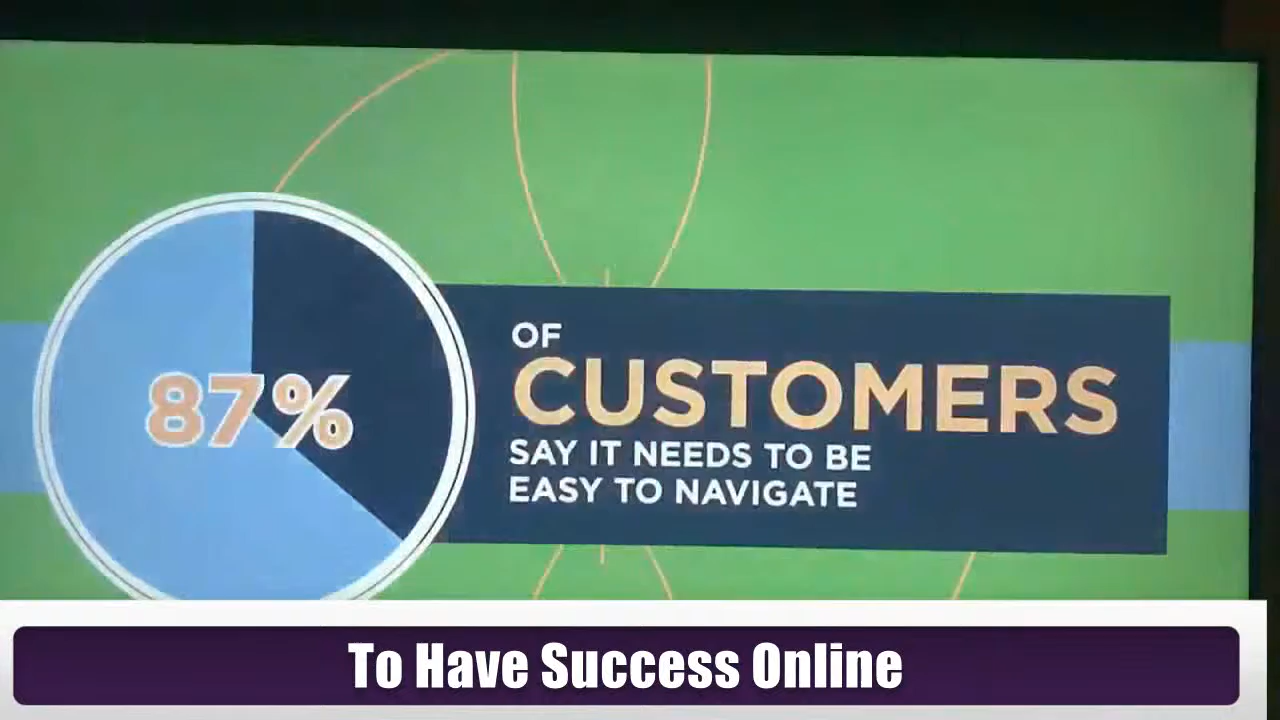 87%
OF
CUSTOMERS
SAY IT NEEDS TO BE
EASY TO NAVIGATE
To Have Success Online